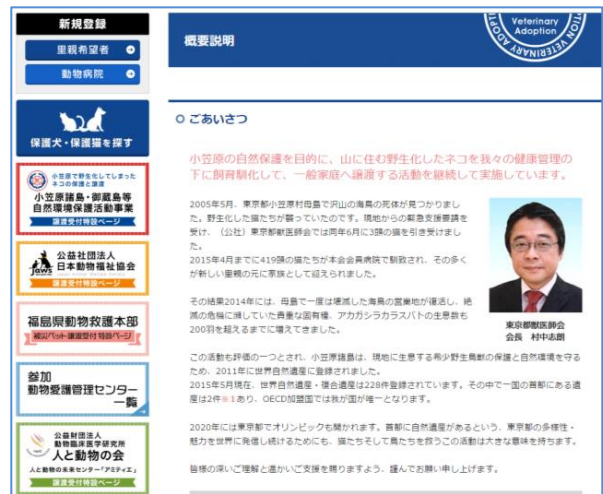 新規登録
里親希望者
動物病院
保護犬・保護猫を探す
小笠原で野生化してしまった
ネコの保護と譲渡
小笠原諸島・御蔵島等
自然環境保護活動事業
譲渡受付特設ページ
公益社団法人
日本動物福祉協会
JAWS
譲渡受付特設ページ
福島県動物救護本部
被災ペット譲渡受付 特設ページ
参加
動物愛護管理センター
一覧
公益財団法人
動物臨床医学研究所
人と動物の会
人と動物の未来センター「アミティエ」
譲渡受付特設ページ
概要説明
Veterinary
Adoption
ごあいさつ
小笠原の自然保護を目的に、山に住む野生化したネコを我々の健康管理の
下に飼育馴化して、一般家庭へ譲渡する活動を継続して実施しています。
2005年5月、東京都小笠原村母島で沢山の海鳥の死体が見つかりまし
た。野生化した猫たちが襲っていたのです。現地からの緊急支援要請を
受け、（公社）東京都獣医師会では同年6月に3頭の猫を引き受けまし
た。
2015年4月までに419頭の猫たちが本会会員病院で馴致され、その多く
が新しい里親の元に家族として迎えられました。
その結果2014年には、母島で一度は壊滅した海鳥の営巣地が復活し、絶
滅の危機に瀕していた貴重な固有種、アカガシラカラスバトの生息数も
200羽を超えるまでに増えてきました。
東京都獣医師会
会長 村中志朗
この活動も評価の一つとされ、小笠原諸島は、現地に生息する希少野生鳥獣の保護と自然環境を守る
ため、2011年に世界自然遺産に登録されました。
2015年5月現在、世界自然遺産・複合遺産は228件登録されています。その中で一国の首都にある遺
産は2件※1あり、OECD加盟国では我が国が唯一となります。
2020年には東京都でオリンピックも開かれます。首都に自然遺産があるという、東京都の多様性・
魅力を世界に発信し続けるためにも、猫たちそして鳥たちを救うこの活動は大きな意味を持ちます。
皆様の深いご理解と温かいご支援を賜りますよう、謹んでお願い申し上げます。